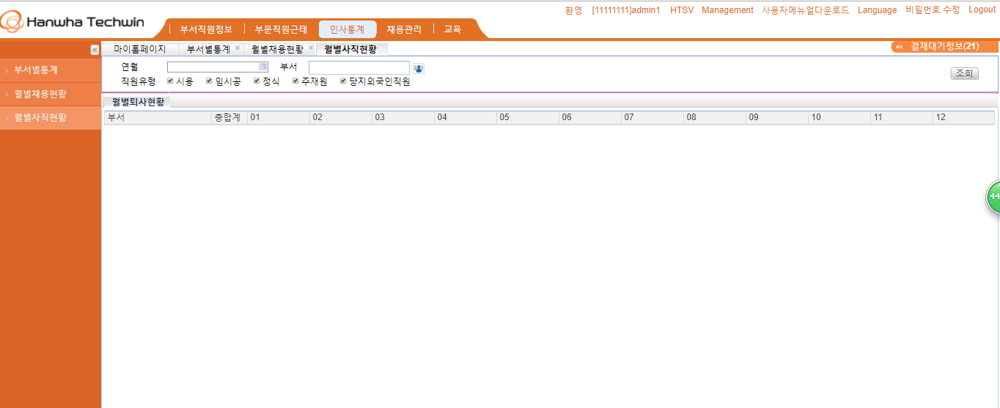 환영 [11111111]admin1 HTSV Management 사용자메뉴얼다운로드 Language 비밀번호 수정 Logout
Hanwha Techwin
부서직원정보 부문직원근태 인사통계 채용관리 교육
마이홈페이지 부서별통계 월별채용현황 월별사직현황 결재대기정보(21)
부서별통계
월별채용현황
월별사직현황
연월 부서
직원유형 시용 임시공 정식 주재원 당지외국인직원
조회
월별퇴사현황
부서 총합계 01 02 03 04 05 06 07 08 09 10 11 12
44